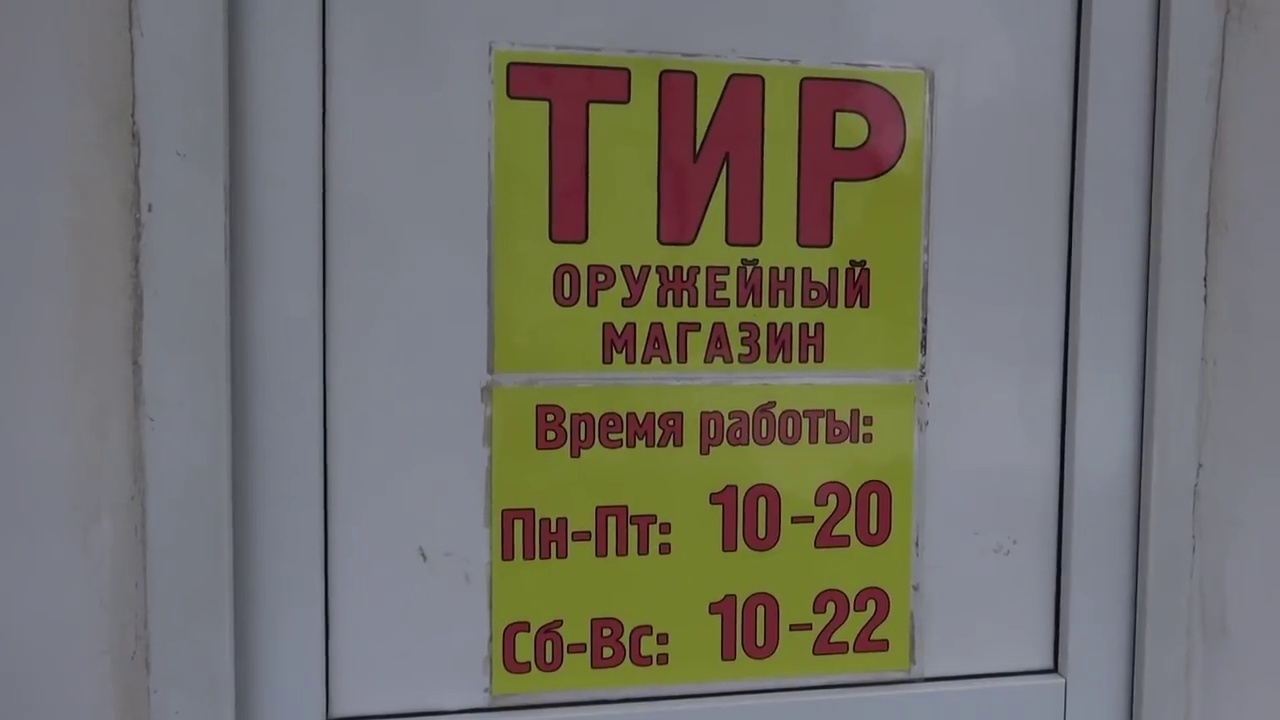 ТИР
ОРУЖЕЙНЫЙ
МАГАЗИН
Время работы:
Пн-Пт: 10-20
Сб-Вс: 10-22